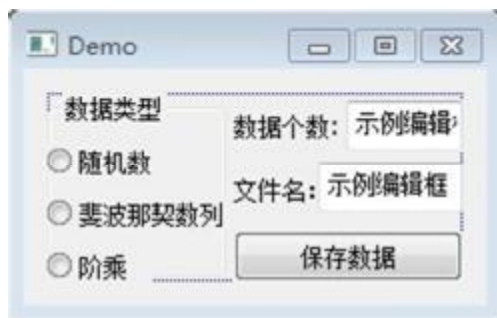 Demo
数据类型
随机数
斐波那契数列
阶乘
数据个数: 示例编辑
文件名: 示例编辑框
保存数据